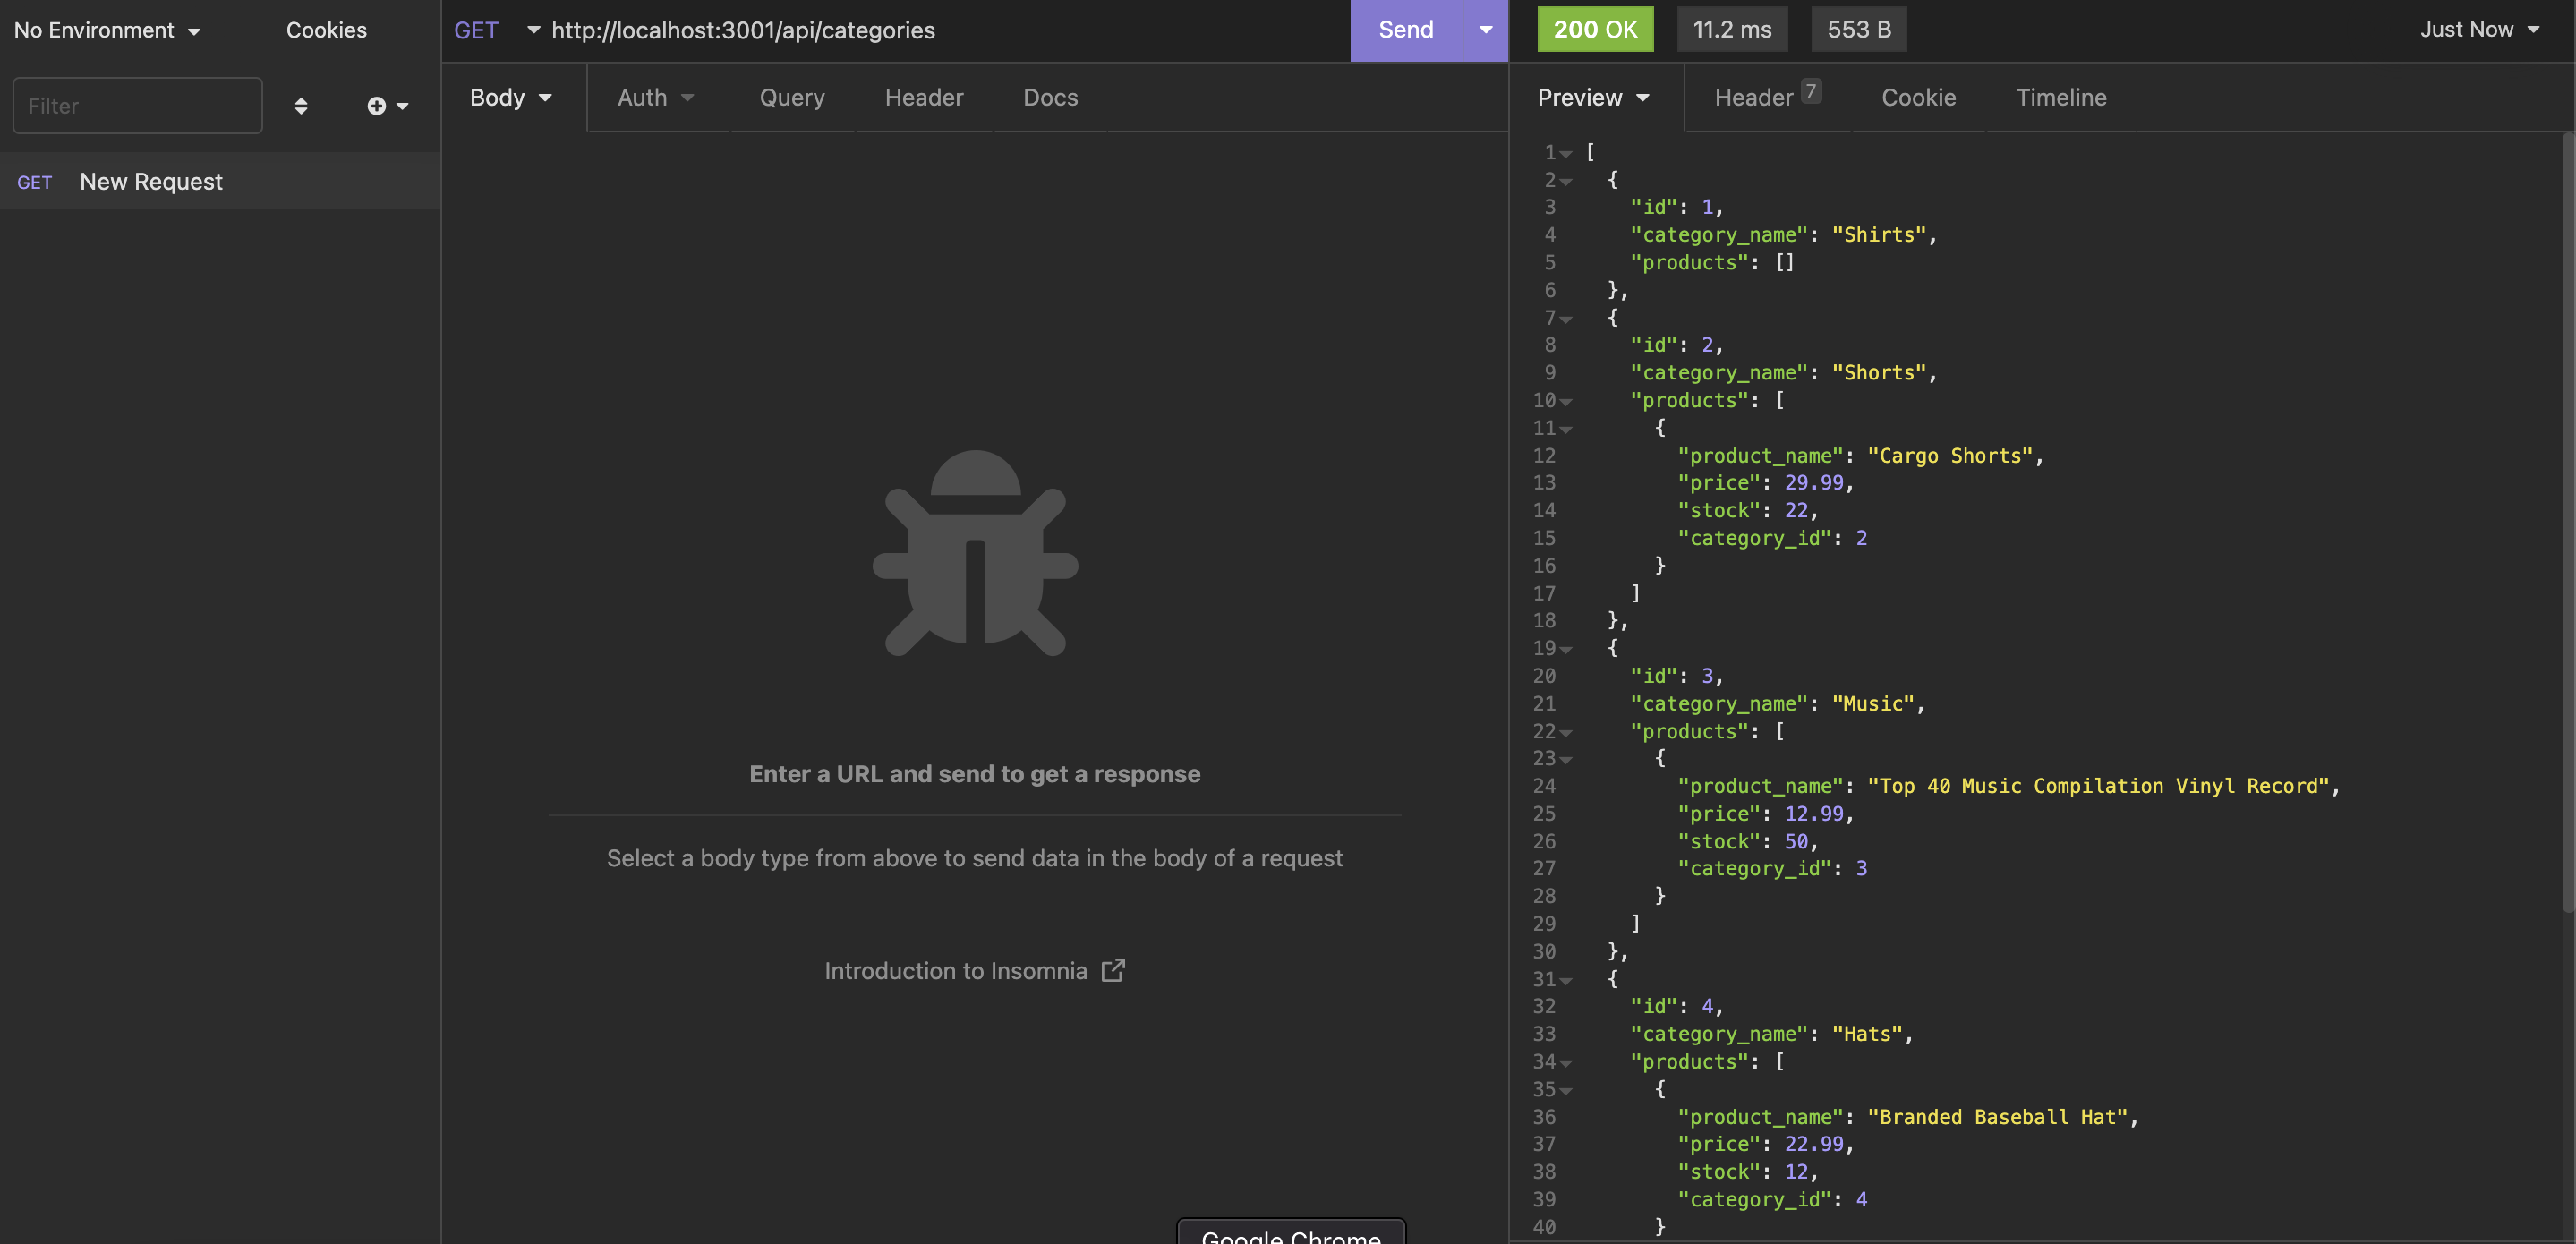 No Environment
Cookies
Filter
GET New Request
GET http://localhost:3001/api/categories
Send
Body Auth Query Header Docs
Enter a URL and send to get a response
Select a body type from above to send data in the body of a request
Introduction to Insomnia
Google Chrome
200 OK 11.2 ms 553 B Just Now
Preview Header 7 Cookie Timeline
1 [
2 {
3 "id": 1,
4 "category_name": "Shirts",
5 "products": []
6 },
7 {
8 "id": 2,
9 "category_name": "Shorts",
10 "products": [
11 {
12 "product_name": "Cargo Shorts",
13 "price": 29.99,
14 "stock": 22,
15 "category_id": 2
16 }
17 ]
18 },
19 {
20 "id": 3,
21 "category_name": "Music",
22 "products": [
23 {
24 "product_name": "Top 40 Music Compilation Vinyl Record",
25 "price": 12.99,
26 "stock": 50,
27 "category_id": 3
28 }
29 ]
30 },
31 {
32 "id": 4,
33 "category_name": "Hats",
34 "products": [
35 {
36 "product_name": "Branded Baseball Hat",
37 "price": 22.99,
38 "stock": 12,
39 "category_id": 4
40 }